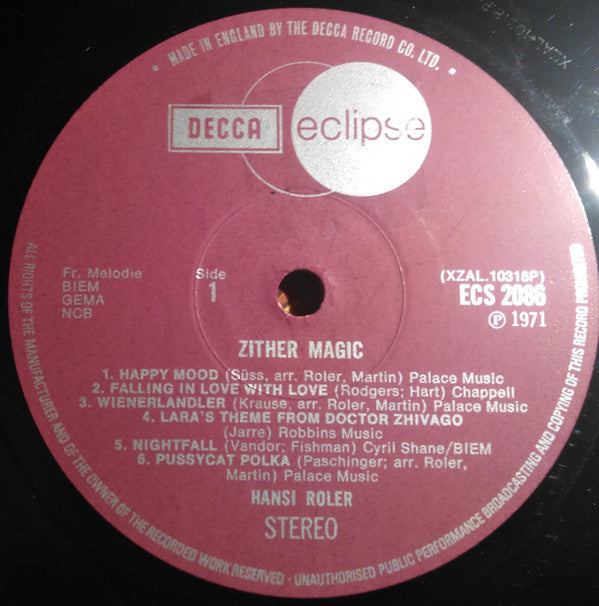 MADE IN ENGLAND BY THE DECCA RECORD CO. LTD.
DECCA eclipse
Fr. Melodie
BIEM
GEMA
NCB
Side
1
(XZAL.10318P)
ECS 2086
Ⓟ 1971
ZITHER MAGIC
1. HAPPY MOOD (Süss, arr. Roler, Martin) Palace Music
2. FALLING IN LOVE WITH LOVE (Rodgers; Hart) Chappell
3. WIENERLANDLER (Krause, arr. Roler, Martin) Palace Music
4. LARA'S THEME FROM DOCTOR ZHIVAGO
(Jarre) Robbins Music
5. NIGHTFALL (Vandor; Fishman) Cyril Shane/BIEM
6. PUSSYCAT POLKA (Paschinger; arr. Roler,
Martin) Palace Music
HANSI ROLER
STEREO
ALL RIGHTS OF THE MANUFACTURER AND OF THE OWNER OF THE RECORDED WORK RESERVED · UNAUTHORISED PUBLIC PERFORMANCE BROADCASTING AND COPYING OF THIS RECORD PROHIBITED